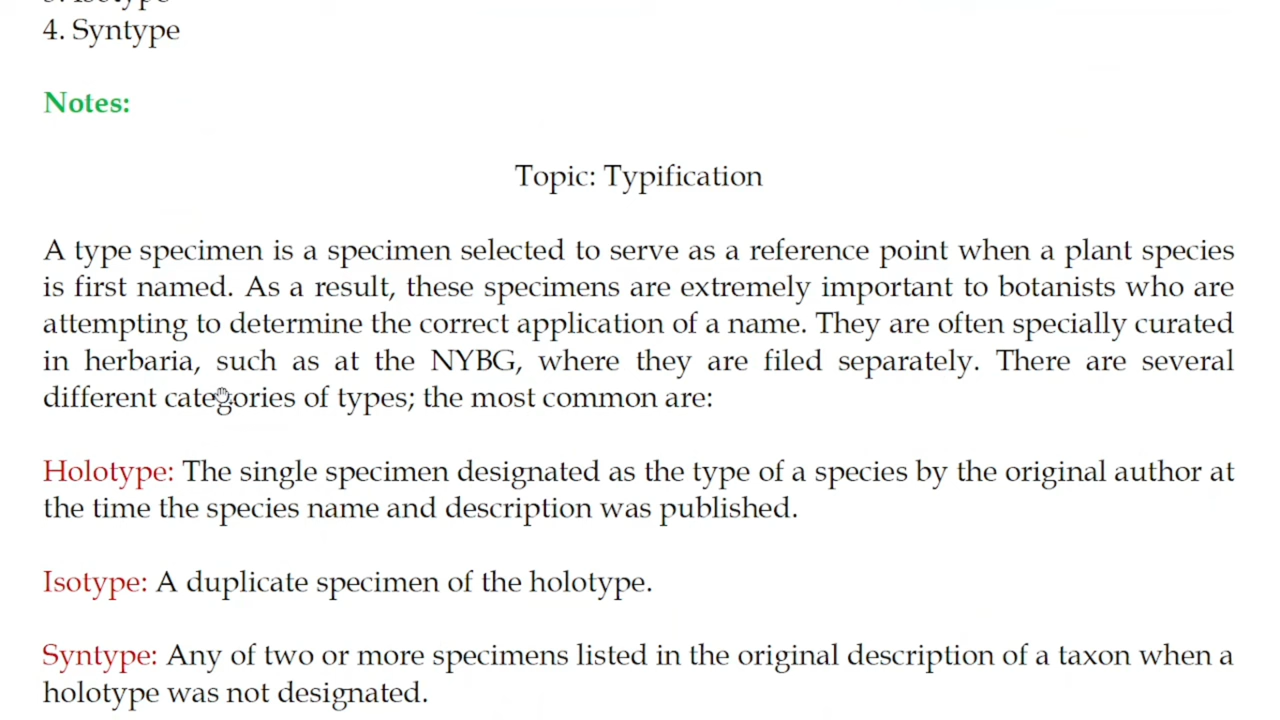 3. Isotype
4. Syntype
Notes:
Topic: Typification
A type specimen is a specimen selected to serve as a reference point when a plant species
is first named. As a result, these specimens are extremely important to botanists who are
attempting to determine the correct application of a name. They are often specially curated
in herbaria, such as at the NYBG, where they are filed separately. There are several
different categories of types; the most common are:
Holotype: The single specimen designated as the type of a species by the original author at
the time the species name and description was published.
Isotype: A duplicate specimen of the holotype.
Syntype: Any of two or more specimens listed in the original description of a taxon when a
holotype was not designated.